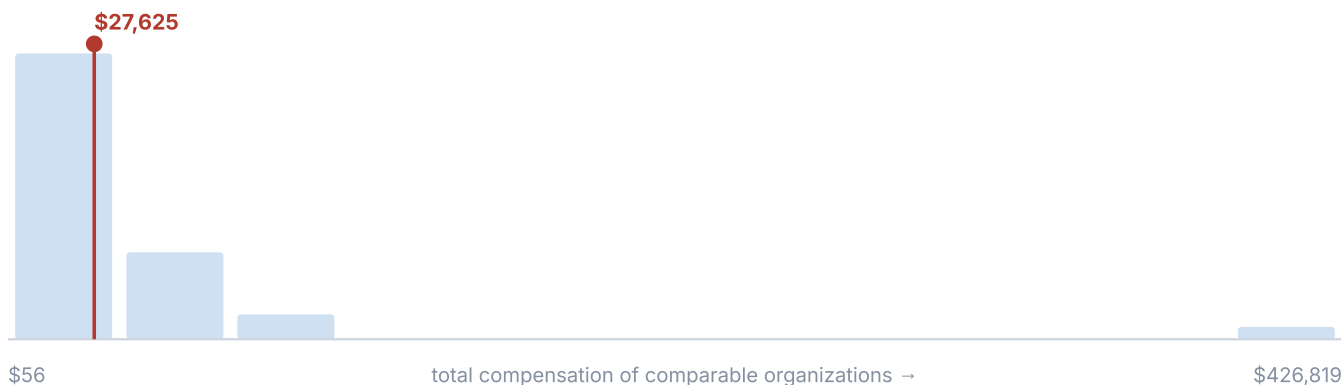 $27,625
$56
total compensation of comparable organizations →
$426,819